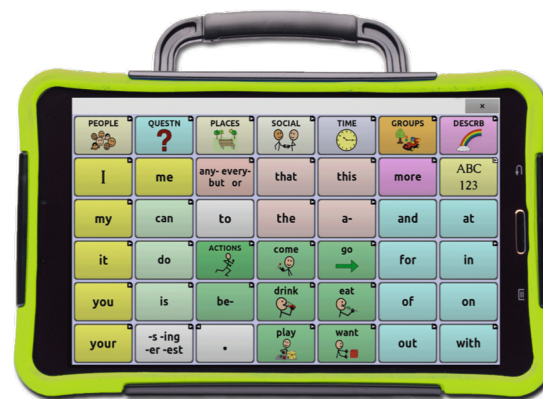 ×
PEOPLE QUESTN PLACES SOCIAL TIME GROUPS DESCRB
I me any- every- that this more ABC
but or 123
my can to the a- and at
it do ACTIONS come go for in
you is be- drink eat of on
your -s -ing . play want out with
-er -est